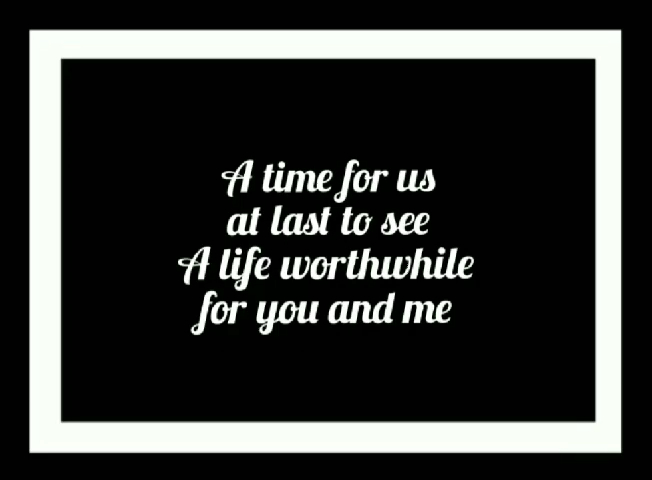 A time for us
at last to see
A life worthwhile
for you and me